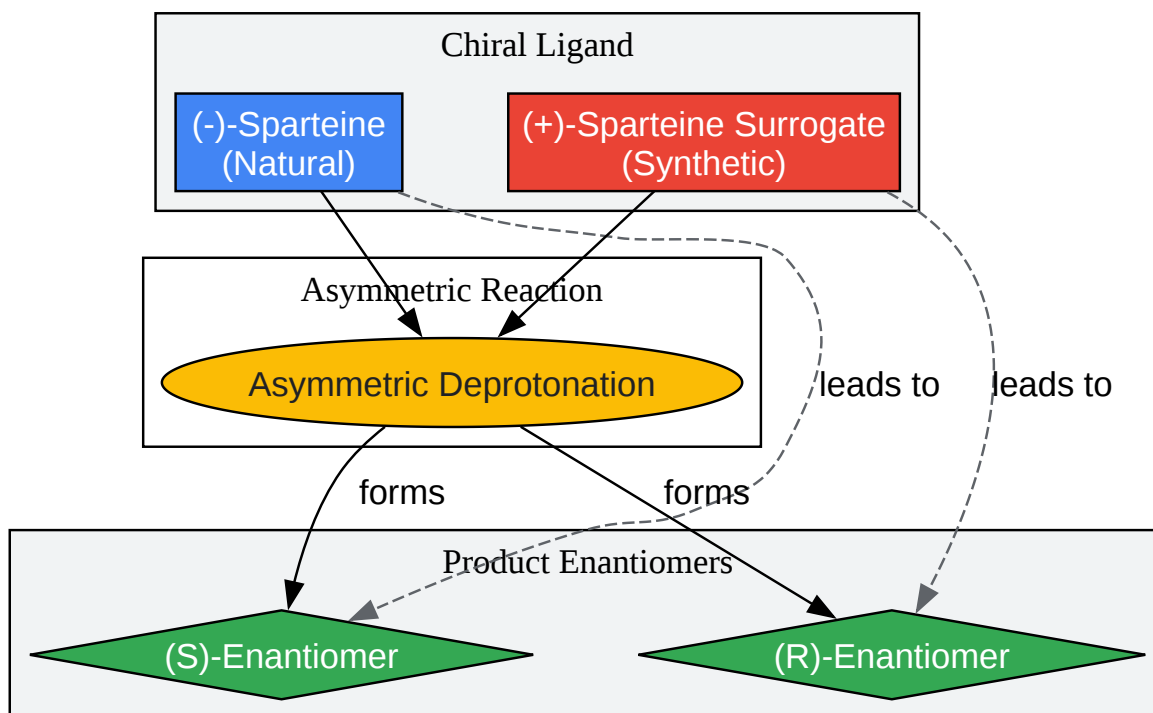 Chiral Ligand
(-)-Sparteine
(Natural)
(+)-Sparteine Surrogate
(Synthetic)
Asymmetric Reaction
Asymmetric Deprotonation
leads to
leads to
forms
forms
Product Enantiomers
(S)-Enantiomer
(R)-Enantiomer